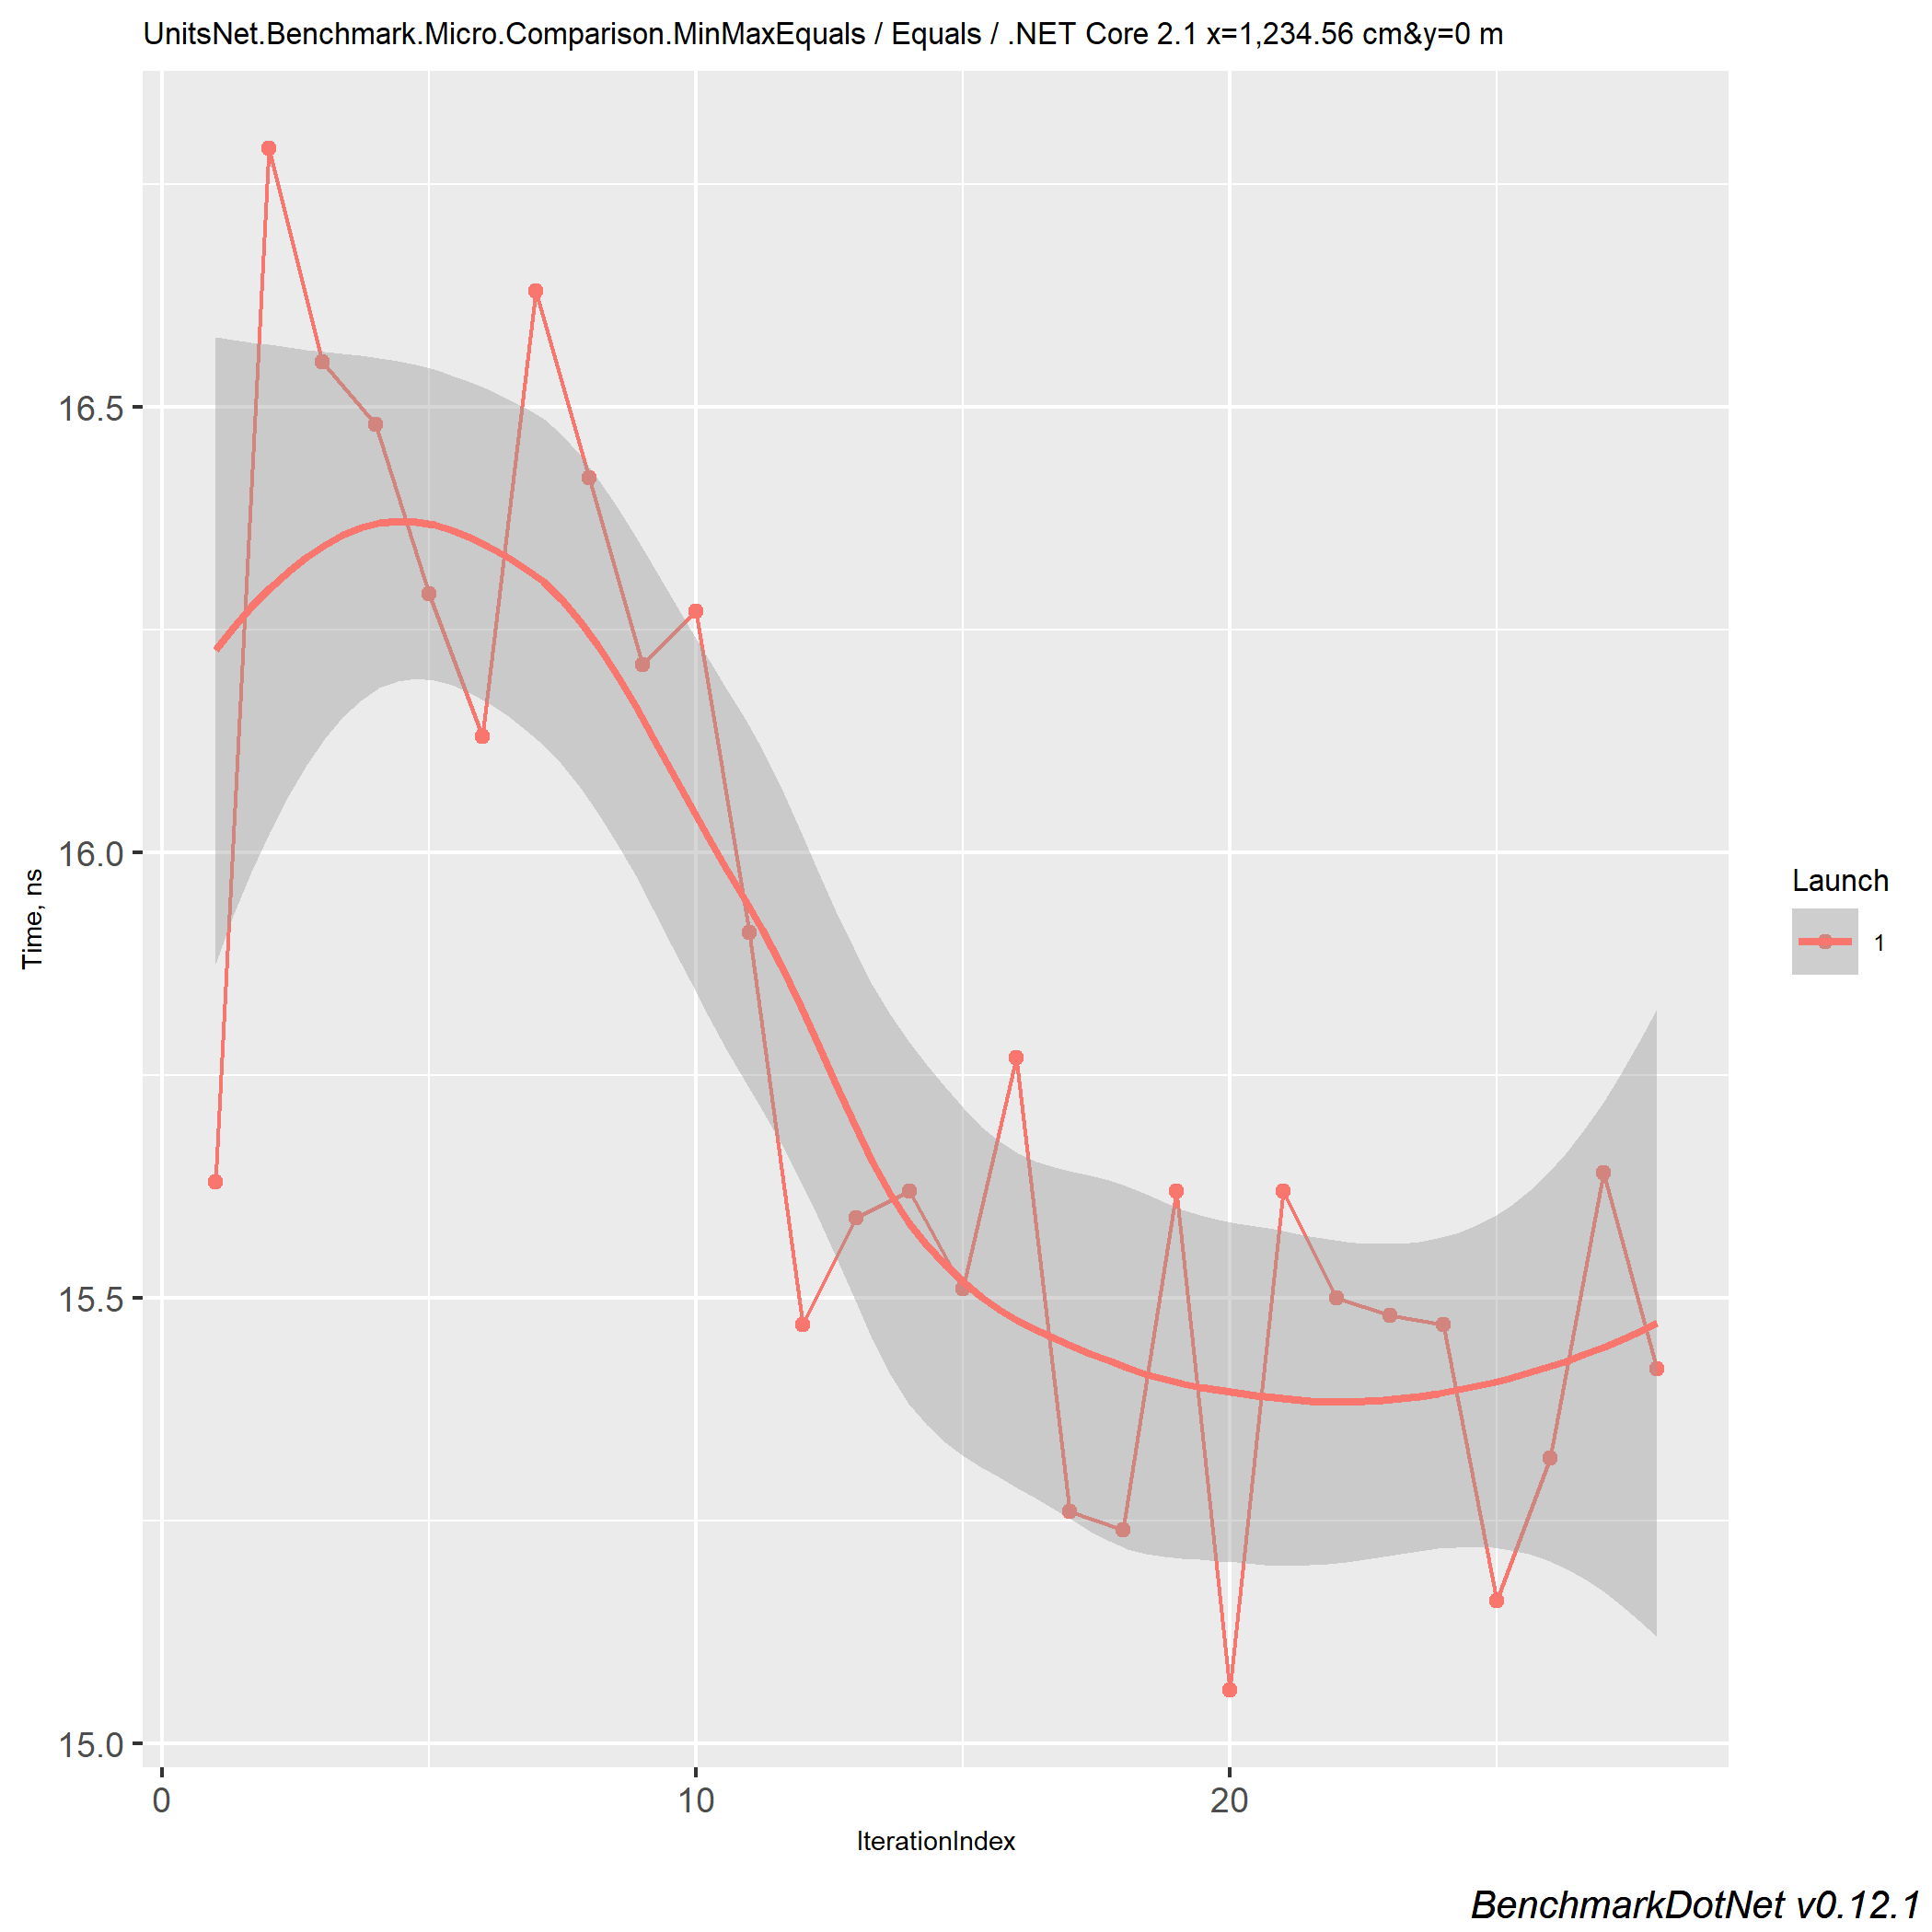 UnitsNet.Benchmark.Micro.Comparison.MinMaxEquals / Equals / .NET Core 2.1 x=1,234.56 cm&y=0 m
16.5
16.0
15.5
15.0
Time, ns
0 10 20
IterationIndex
Launch
1
BenchmarkDotNet v0.12.1